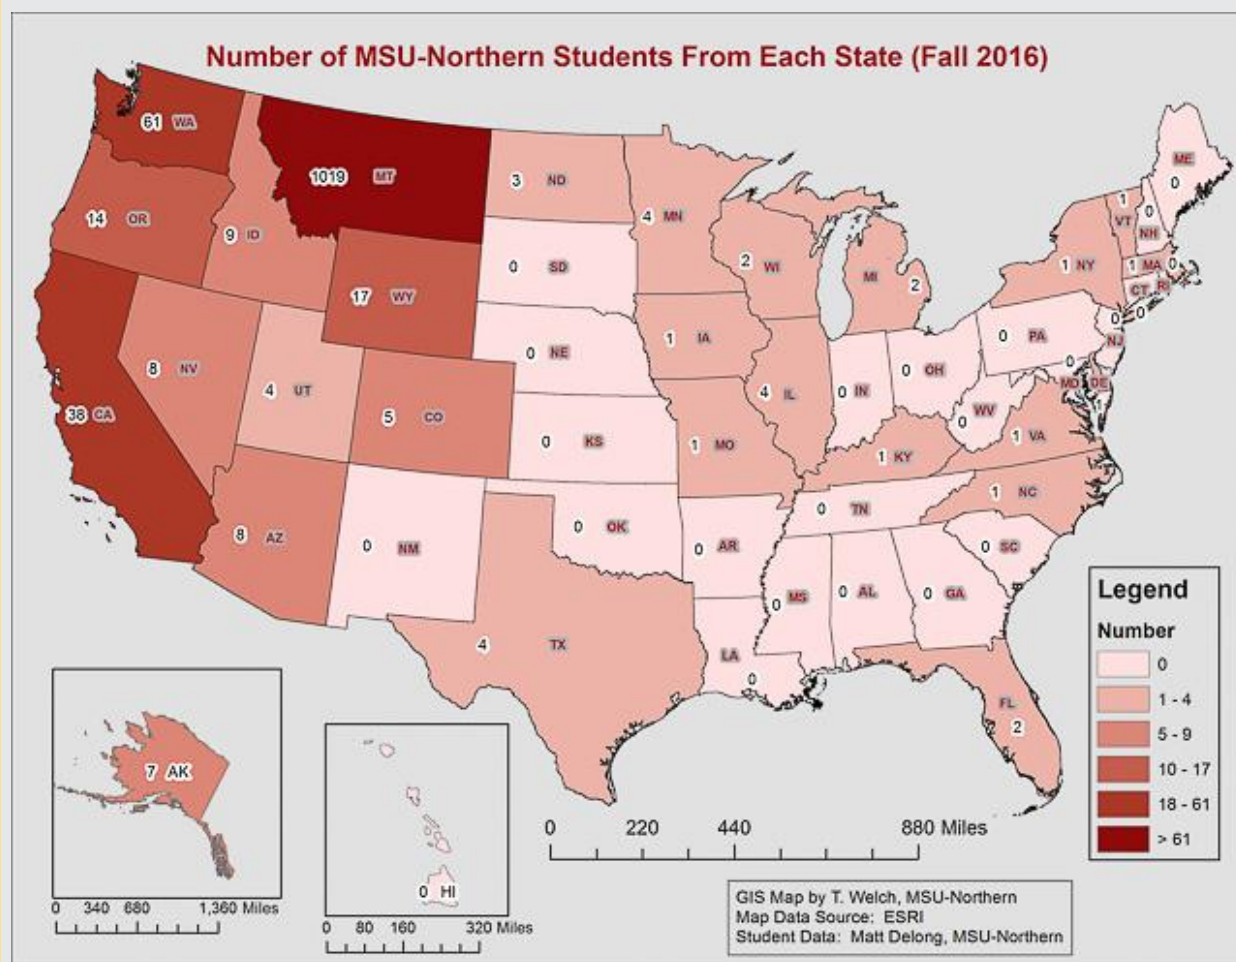 Number of MSU-Northern Students From Each State (Fall 2016)
61 WA
1019 MT
3 ND
4 MN
ME
0
14 OR
9 ID
0 SD
2 WI
MI
2
1
VT
0
NH
1 NY
1 MA 0
CT RI
17 WY
0 NE
1 IA
0 PA
0 0
NJ
8 NV
4 UT
5 CO
4 IL
0 IN
0 OH
0
MD DE
1
38 CA
0 KS
1 MO
WV
0
1 KY
1 VA
8 AZ
0 NM
0 OK
0 AR
0 TN
1 NC
0 SC
0 MS
0 AL
0 GA
4 TX
LA
0
FL
2
7 AK
0 HI
0 340 680 1,360 Miles
0 80 160 320 Miles
0 220 440 880 Miles
Legend
Number
0
1 - 4
5 - 9
10 - 17
18 - 61
> 61
GIS Map by T. Welch, MSU-Northern
Map Data Source: ESRI
Student Data: Matt Delong, MSU-Northern